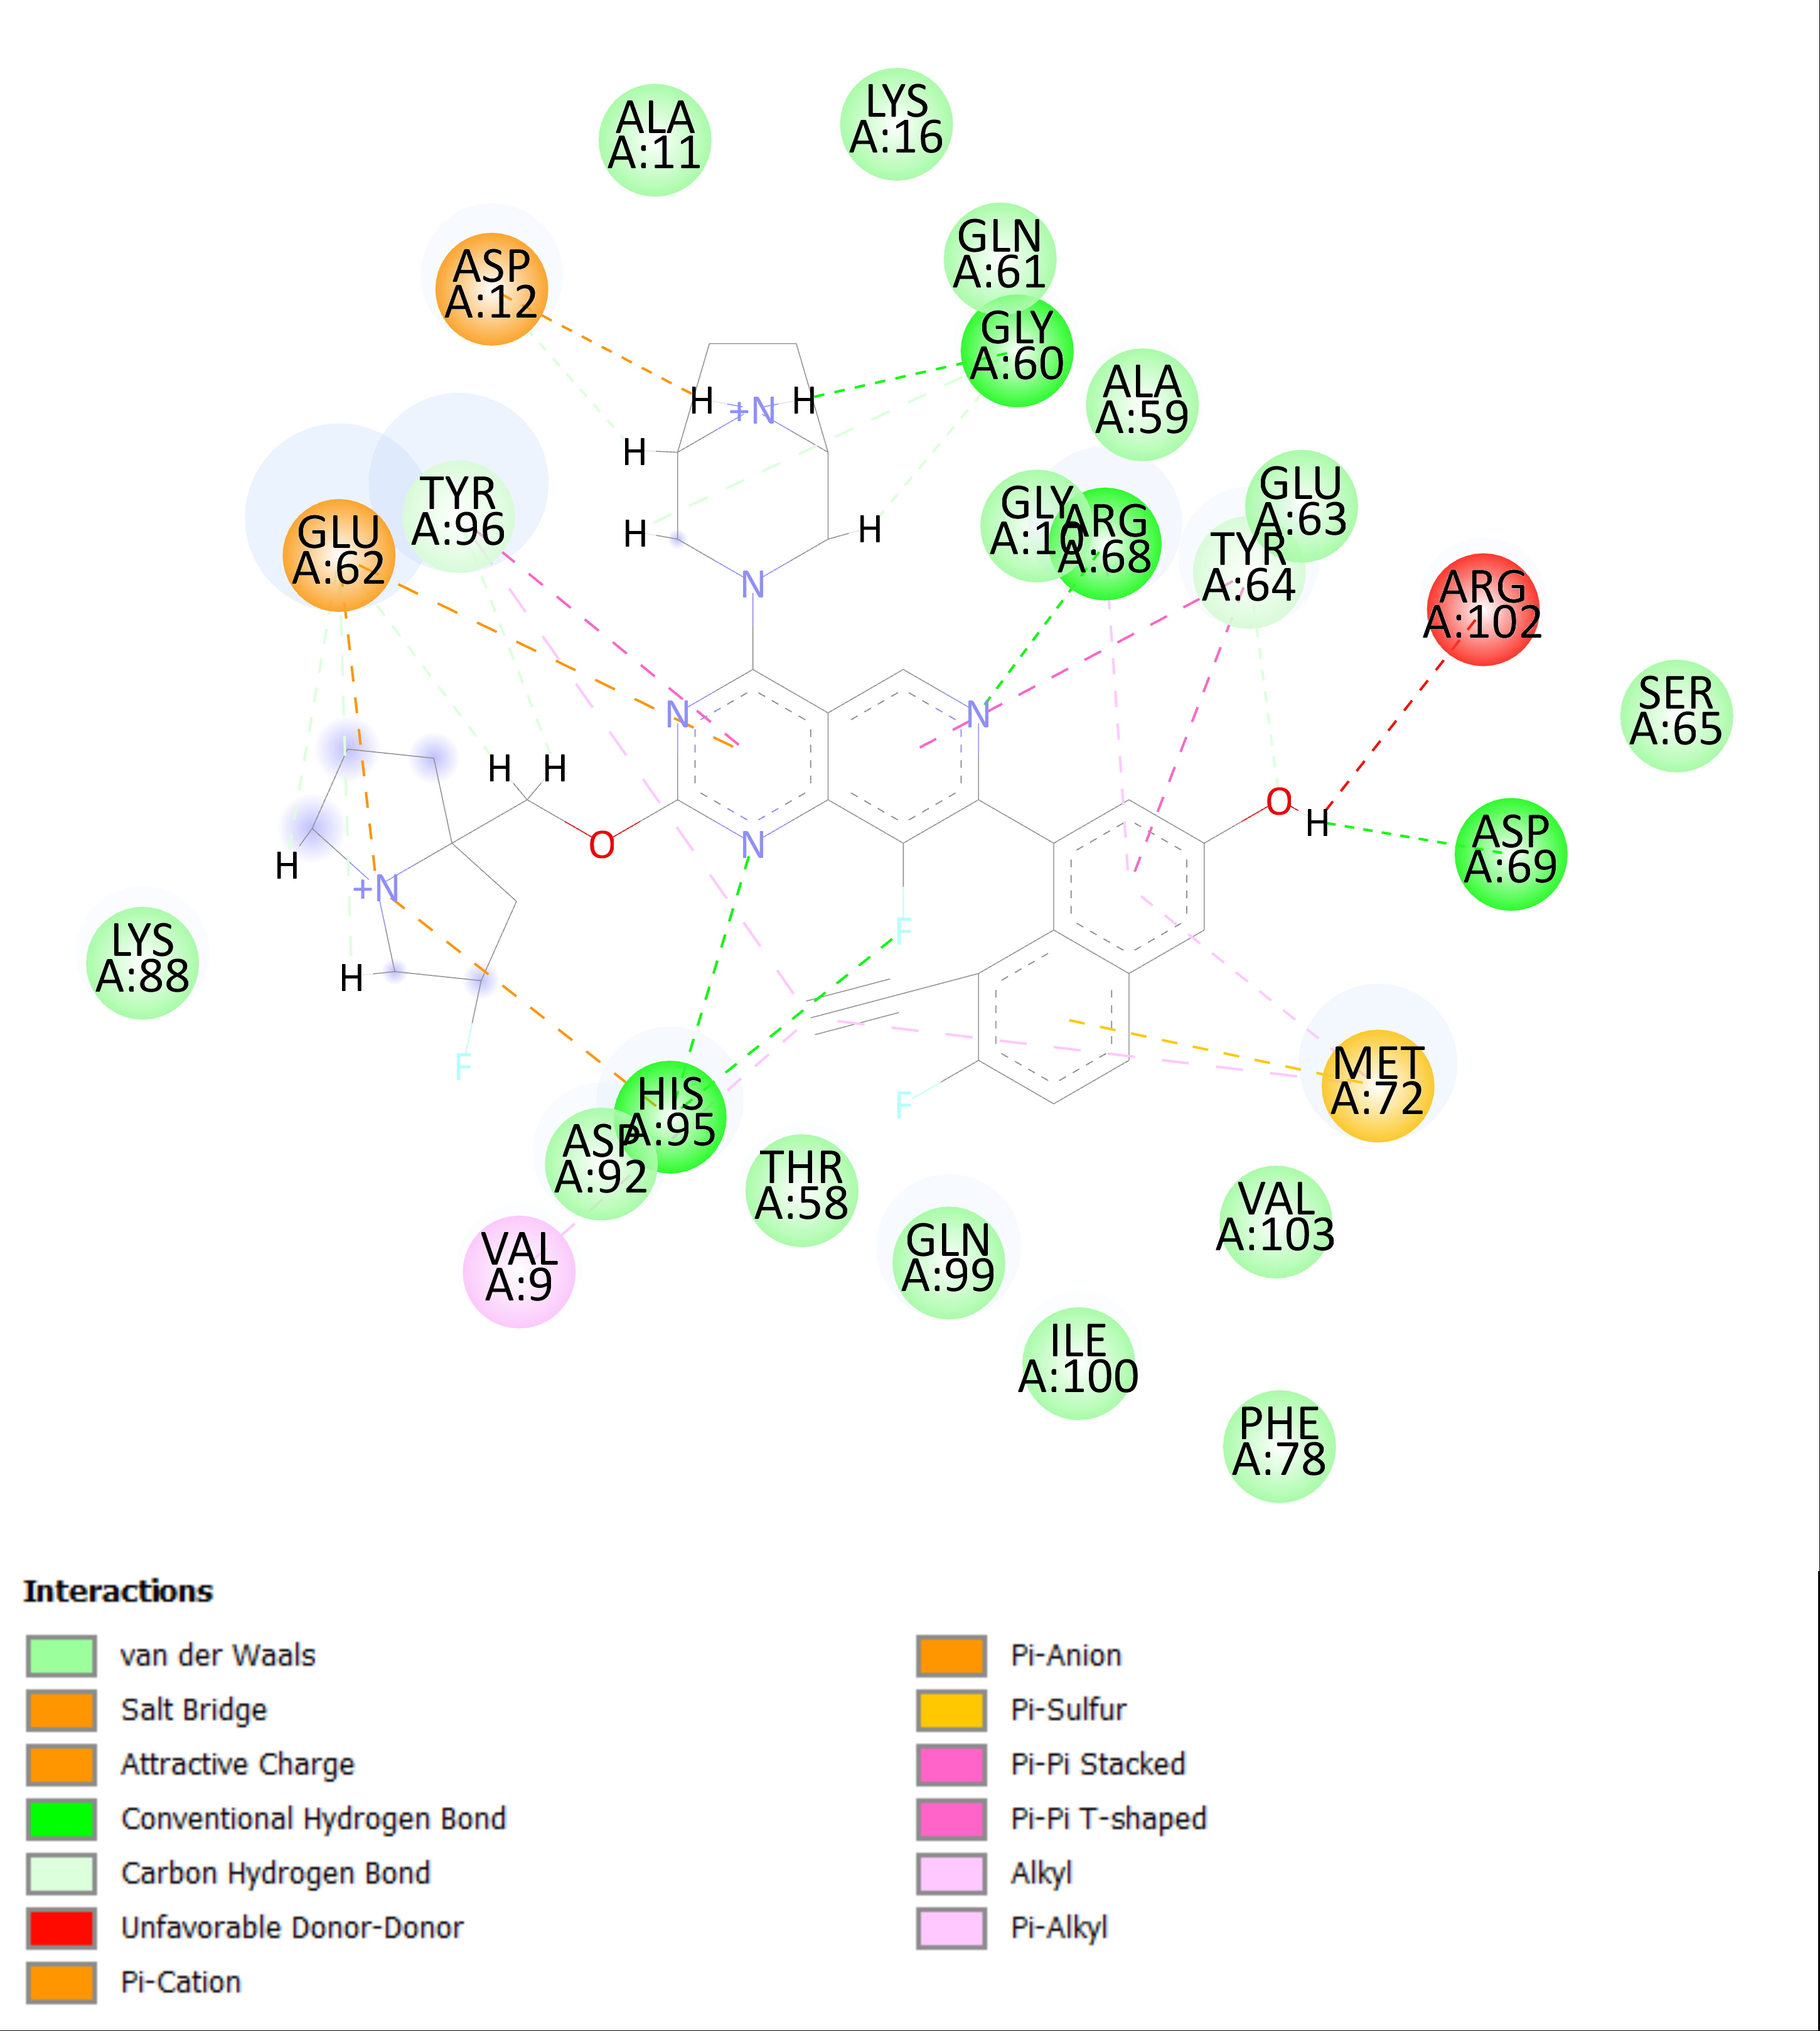 ALA
A:11
LYS
A:16
GLN
A:61
ASP
A:12
GLY
A:60
ALA
A:59
H
+N
H
H
TYR
A:96
GLU
A:62
GLY
A:10
ARG
A:68
GLU
A:63
TYR
A:64
ARG
A:102
H
H
N
SER
A:65
N
N
H
H
O
H
O
N
ASP
A:69
H
+N
F
LYS
A:88
H
F
HIS
A:95
F
MET
A:72
ASP
A:92
THR
A:58
VAL
A:103
VAL
A:9
GLN
A:99
ILE
A:100
PHE
A:78
Interactions
van der Waals
Salt Bridge
Attractive Charge
Conventional Hydrogen Bond
Carbon Hydrogen Bond
Unfavorable Donor-Donor
Pi-Cation
Pi-Anion
Pi-Sulfur
Pi-Pi Stacked
Pi-Pi T-shaped
Alkyl
Pi-Alkyl